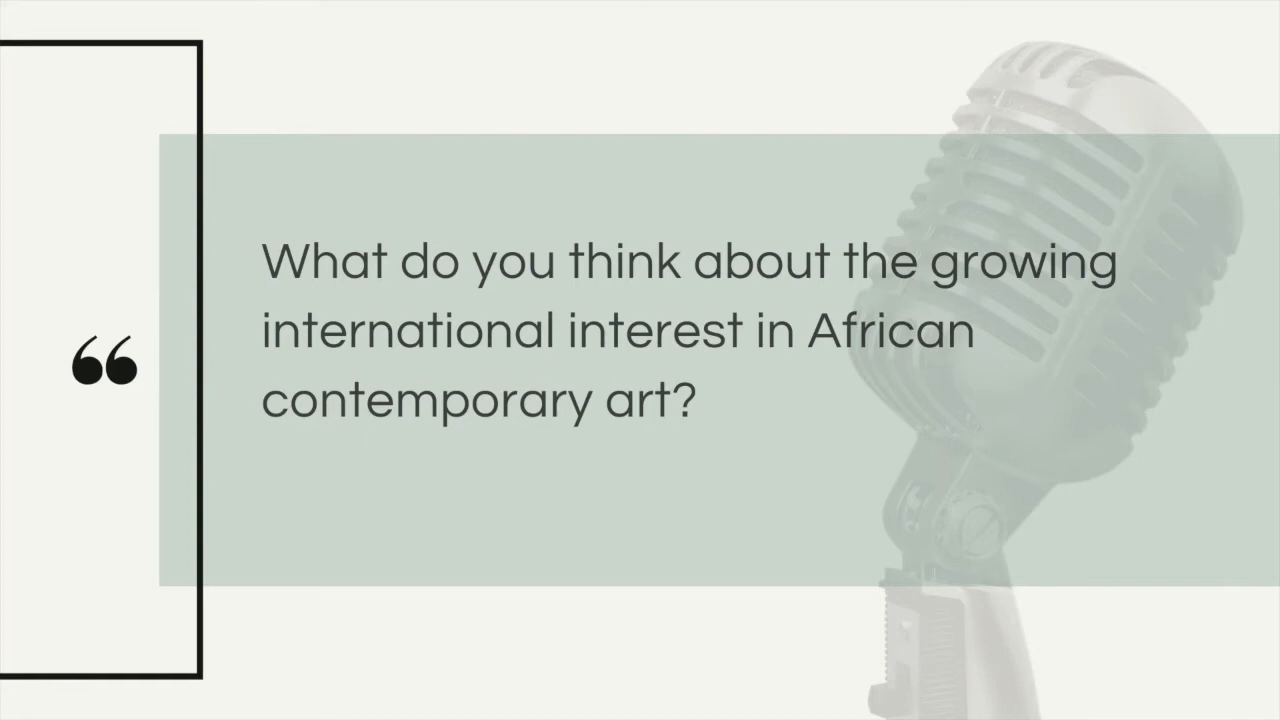 “
What do you think about the growing
international interest in African
contemporary art?